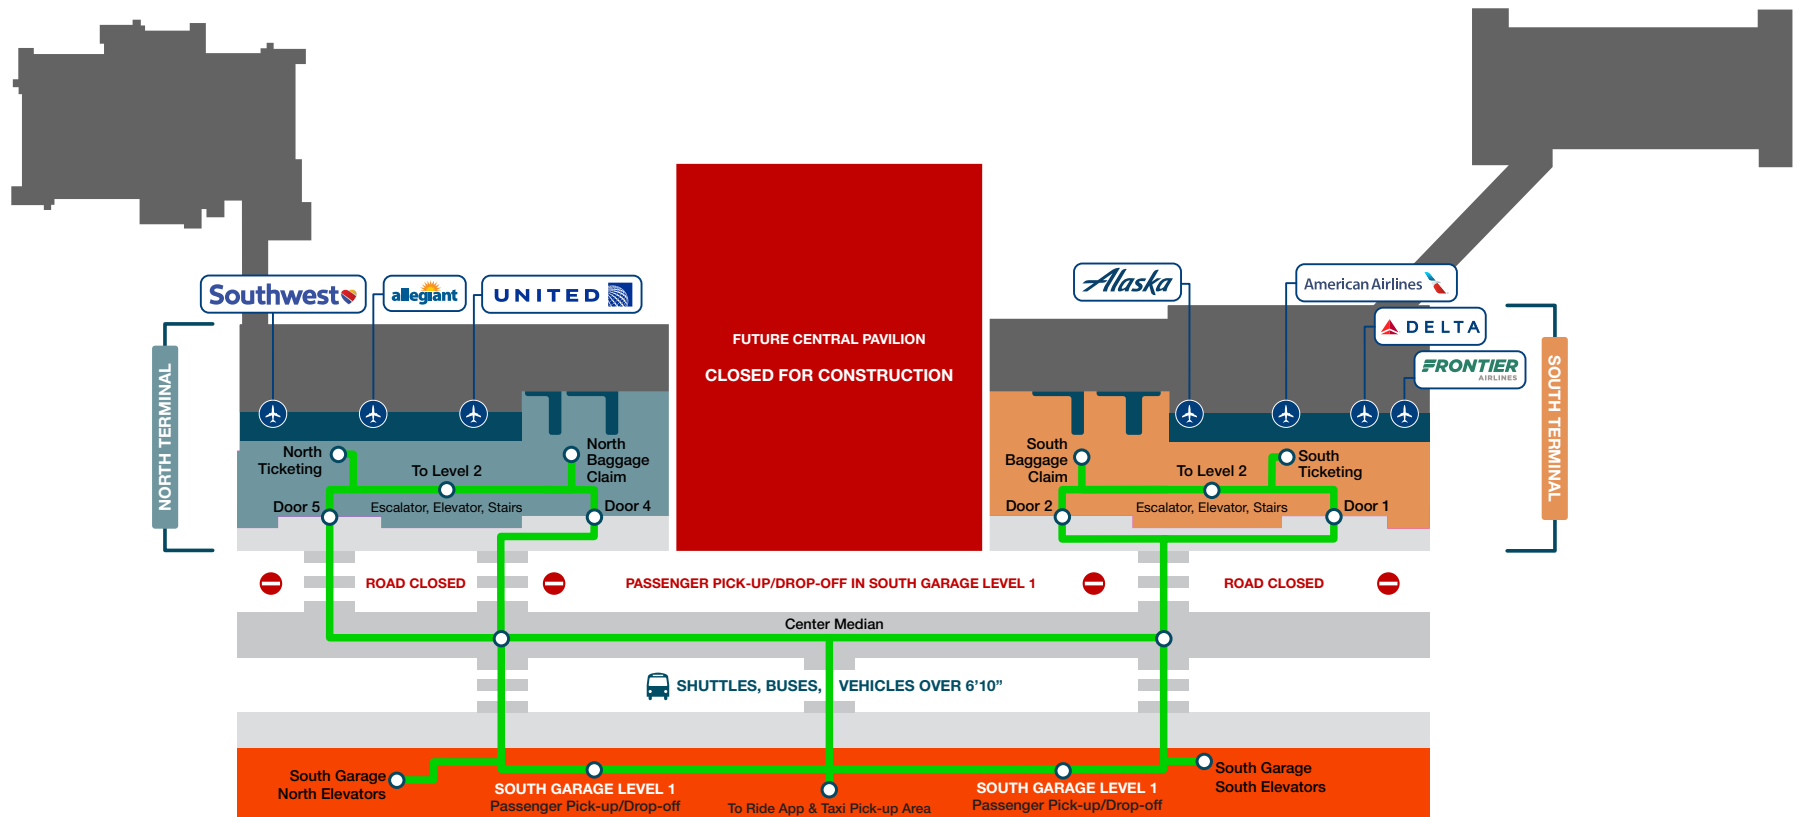 Southwest
allegiant
UNITED
Alaska
American Airlines
DELTA
FRONTIER
AIRLINES
NORTH TERMINAL
SOUTH TERMINAL
FUTURE CENTRAL PAVILION
CLOSED FOR CONSTRUCTION
North
Ticketing
To Level 2
North
Baggage
Claim
Door 5
Escalator, Elevator, Stairs
Door 4
South
Baggage
Claim
To Level 2
South
Ticketing
Door 2
Escalator, Elevator, Stairs
Door 1
ROAD CLOSED
PASSENGER PICK-UP/DROP-OFF IN SOUTH GARAGE LEVEL 1
ROAD CLOSED
Center Median
SHUTTLES, BUSES, VEHICLES OVER 6’10”
South Garage
North Elevators
SOUTH GARAGE LEVEL 1
Passenger Pick-up/Drop-off
To Ride App & Taxi Pick-up Area
SOUTH GARAGE LEVEL 1
Passenger Pick-up/Drop-off
South Garage
South Elevators